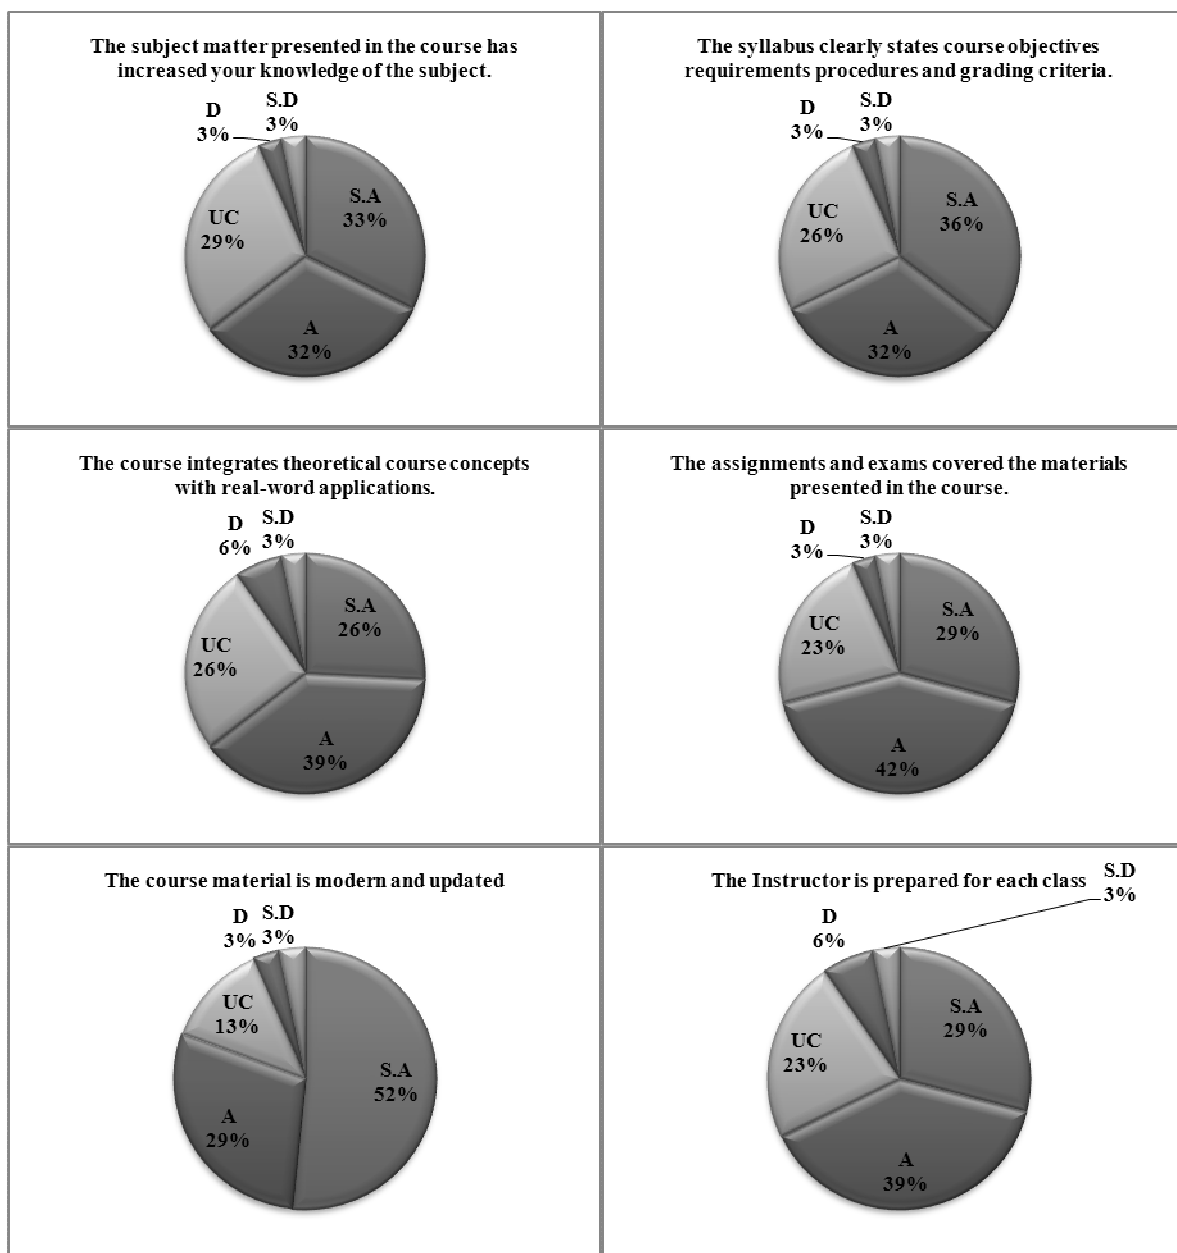 The subject matter presented in the course has
increased your knowledge of the subject.
D
3%
S.D
3%
S.A
33%
UC
29%
A
32%
The syllabus clearly states course objectives
requirements procedures and grading criteria.
D
3%
S.D
3%
S.A
36%
UC
26%
A
32%
The course integrates theoretical course concepts
with real-word applications.
D
6%
S.D
3%
S.A
26%
UC
26%
A
39%
The assignments and exams covered the materials
presented in the course.
D
3%
S.D
3%
S.A
29%
UC
23%
A
42%
The course material is modern and updated
D
3%
S.D
3%
UC
13%
S.A
52%
A
29%
The Instructor is prepared for each class
S.D
3%
D
6%
S.A
29%
UC
23%
A
39%